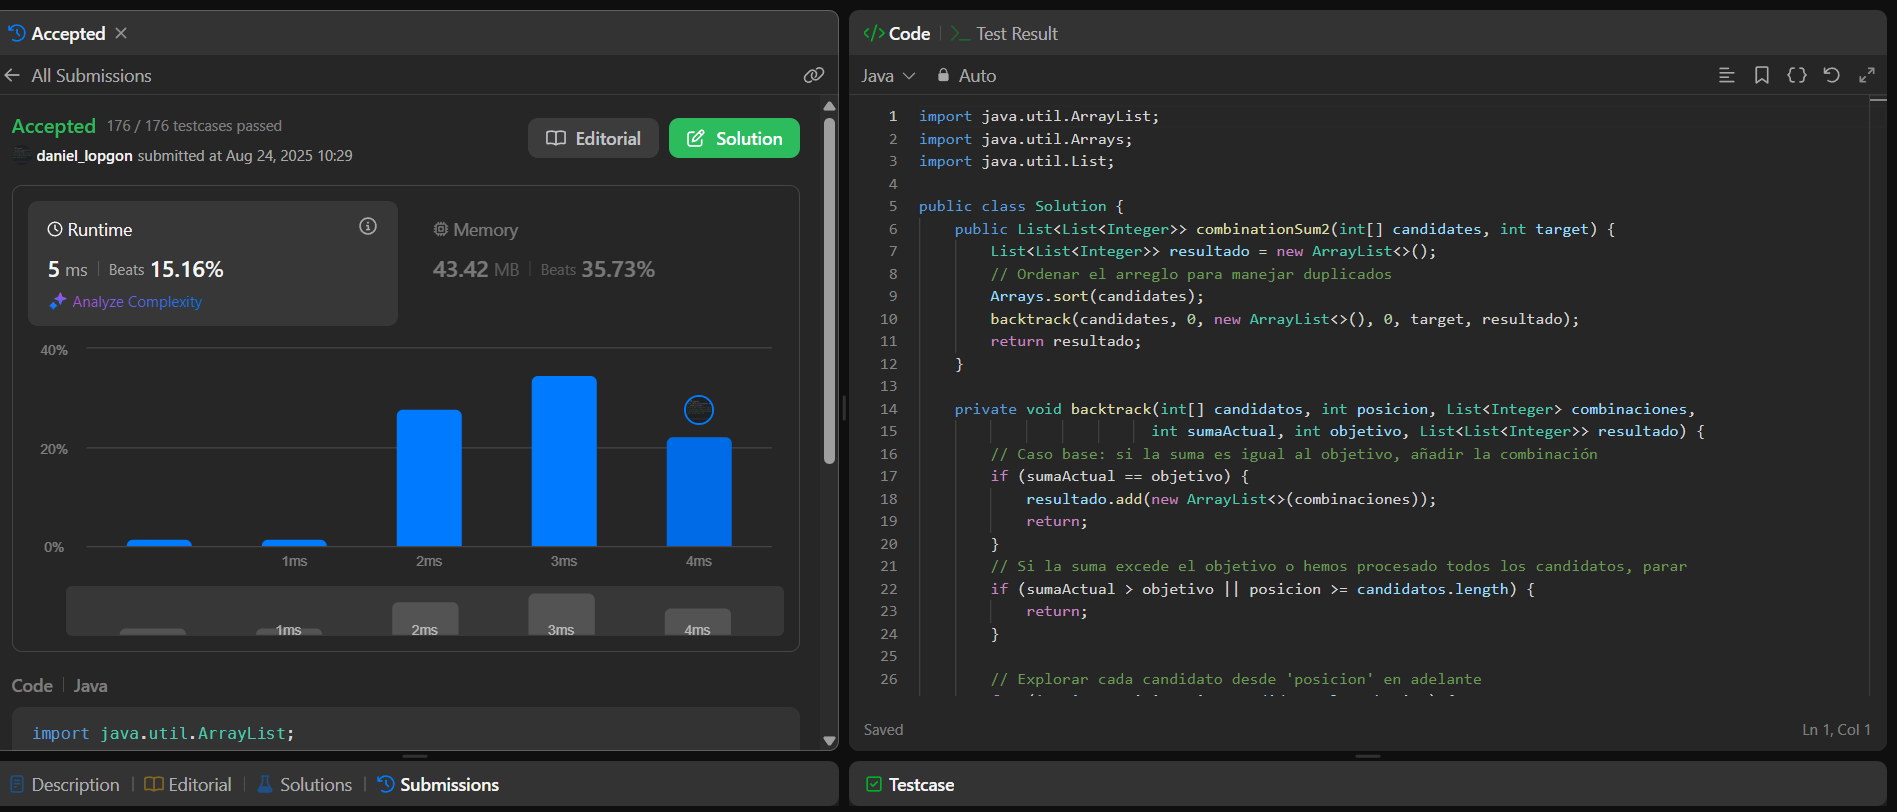 Accepted
All Submissions
Accepted 176 / 176 testcases passed
daniel_lopgon submitted at Aug 24, 2025 10:29
Editorial
Solution
Runtime
5 ms | Beats 15.16%
Analyze Complexity
Memory
43.42 MB | Beats 35.73%
40%
20%
0%
1ms 2ms 3ms 4ms
1ms 2ms 3ms 4ms
Code | Java
import java.util.ArrayList;
Description | Editorial | Solutions | Submissions
</> Code | >_ Test Result
Java Auto
1 import java.util.ArrayList;
2 import java.util.Arrays;
3 import java.util.List;
4
5 public class Solution {
6 public List<List<Integer>> combinationSum2(int[] candidates, int target) {
7 List<List<Integer>> resultado = new ArrayList<>();
8 // Ordenar el arreglo para manejar duplicados
9 Arrays.sort(candidates);
10 backtrack(candidates, 0, new ArrayList<>(), 0, target, resultado);
11 return resultado;
12 }
13
14 private void backtrack(int[] candidatos, int posicion, List<Integer> combinaciones,
15 int sumaActual, int objetivo, List<List<Integer>> resultado) {
16 // Caso base: si la suma es igual al objetivo, añadir la combinación
17 if (sumaActual == objetivo) {
18 resultado.add(new ArrayList<>(combinaciones));
19 return;
20 }
21 // Si la suma excede el objetivo o hemos procesado todos los candidatos, parar
22 if (sumaActual > objetivo || posicion >= candidatos.length) {
23 return;
24 }
25
26 // Explorar cada candidato desde 'posicion' en adelante
Saved
Ln 1, Col 1
Testcase